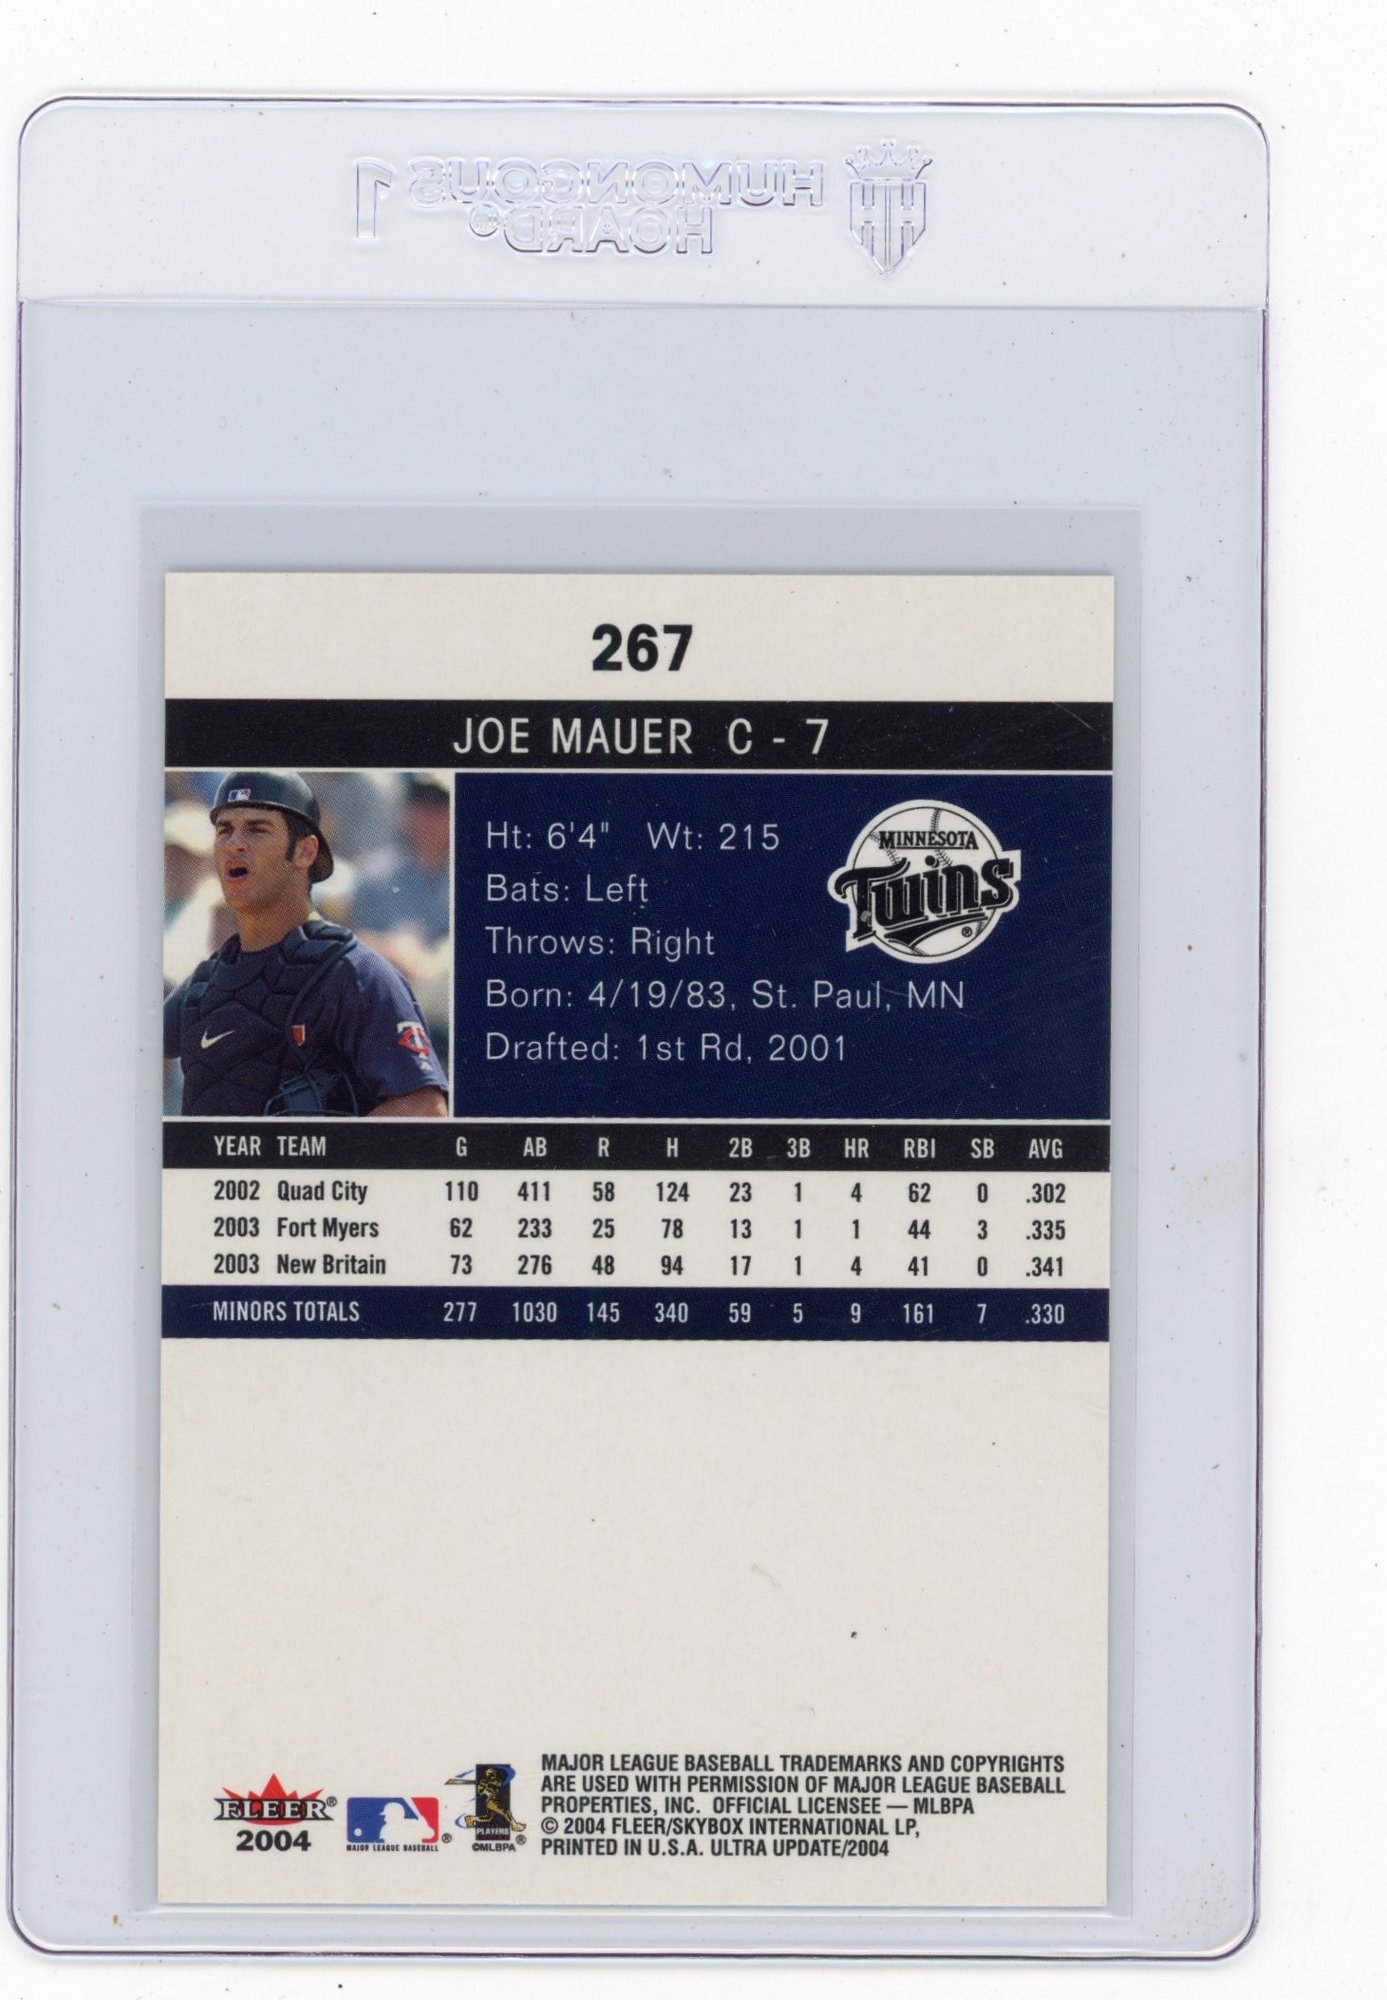 HUMONGOUS 1
HOARD®
267
JOE MAUER C - 7
Ht: 6'4" Wt: 215
Bats: Left
Throws: Right
Born: 4/19/83, St. Paul, MN
Drafted: 1st Rd, 2001
MINNESOTA
Twins
®
YEAR TEAM G AB R H 2B 3B HR RBI SB AVG
2002 Quad City 110 411 58 124 23 1 4 62 0 .302
2003 Fort Myers 62 233 25 78 13 1 1 44 3 .335
2003 New Britain 73 276 48 94 17 1 4 41 0 .341
MINORS TOTALS 277 1030 145 340 59 5 9 161 7 .330
FLEER®
2004
MAJOR LEAGUE BASEBALL ®
PLAYERS
©MLBPA ®
MAJOR LEAGUE BASEBALL TRADEMARKS AND COPYRIGHTS
ARE USED WITH PERMISSION OF MAJOR LEAGUE BASEBALL
PROPERTIES, INC. OFFICIAL LICENSEE — MLBPA
© 2004 FLEER/SKYBOX INTERNATIONAL LP,
PRINTED IN U.S.A. ULTRA UPDATE/2004